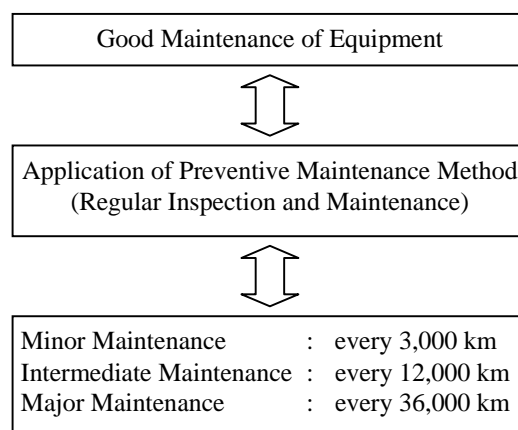 Good Maintenance of Equipment
Application of Preventive Maintenance Method
(Regular Inspection and Maintenance)
Minor Maintenance : every 3,000 km
Intermediate Maintenance : every 12,000 km
Major Maintenance : every 36,000 km